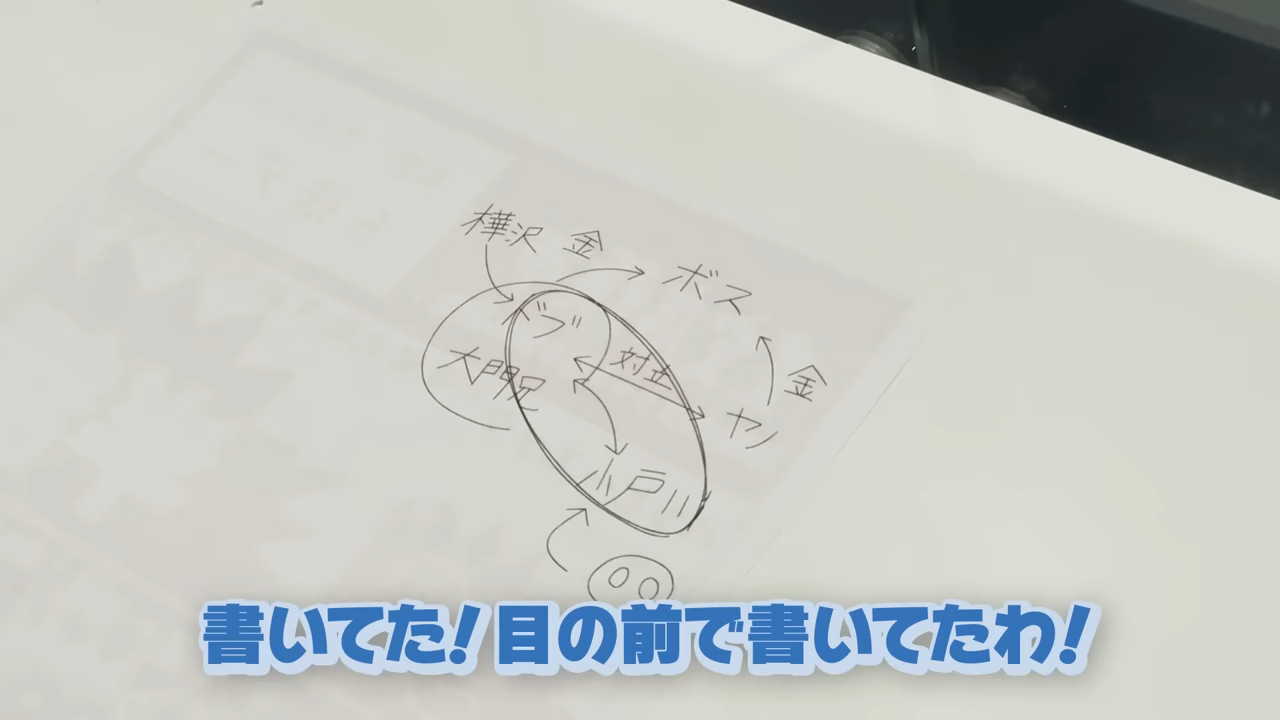 樺沢 金
ボス
ドブ
対立
金
大門兄
ヤノ
小戸川
書いてた!目の前で書いてたわ!